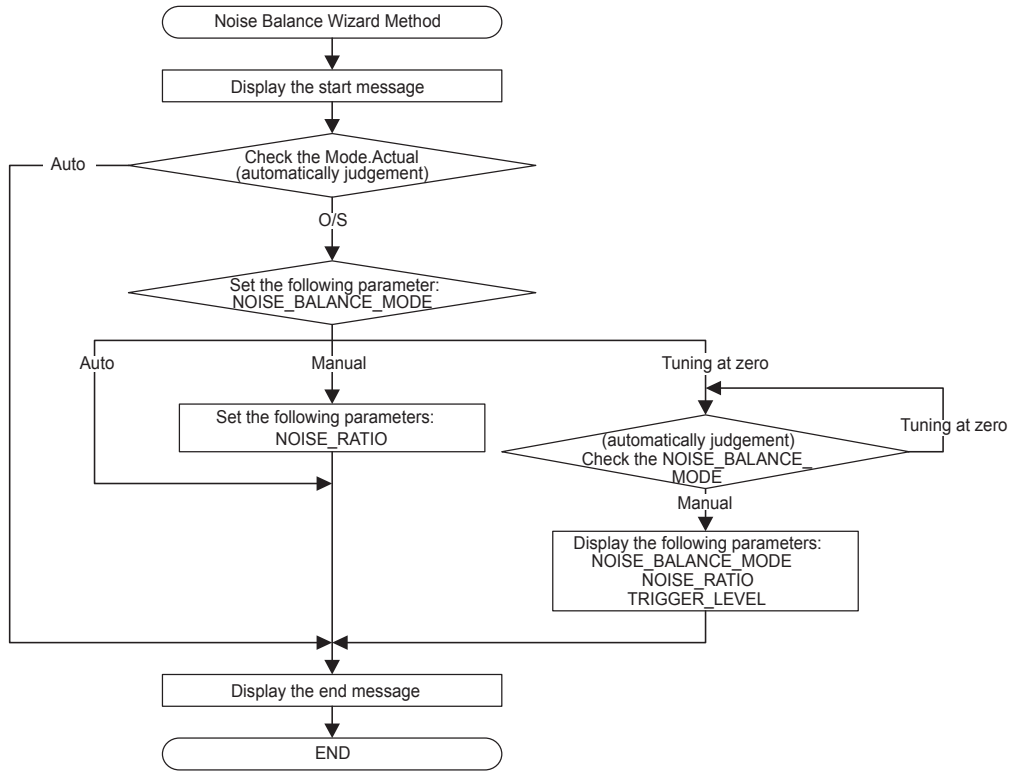 Noise Balance Wizard Method
Display the start message
Auto
Check the Mode.Actual
(automatically judgement)
O/S
Set the following parameter:
NOISE_BALANCE_MODE
Auto
Manual
Tuning at zero
Set the following parameters:
NOISE_RATIO
(automatically judgement)
Check the NOISE_BALANCE_
MODE
Tuning at zero
Manual
Display the following parameters:
NOISE_BALANCE_MODE
NOISE_RATIO
TRIGGER_LEVEL
Display the end message
END